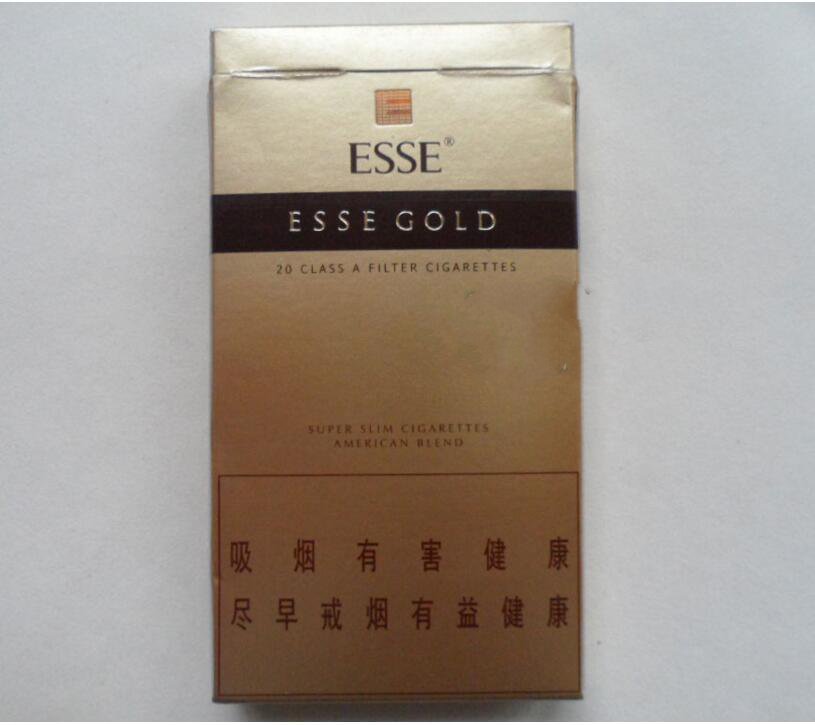 ESSE®
ESSE GOLD
20 CLASS A FILTER CIGARETTES
SUPER SLIM CIGARETTES
AMERICAN BLEND
吸烟有害健康
尽早戒烟有益健康